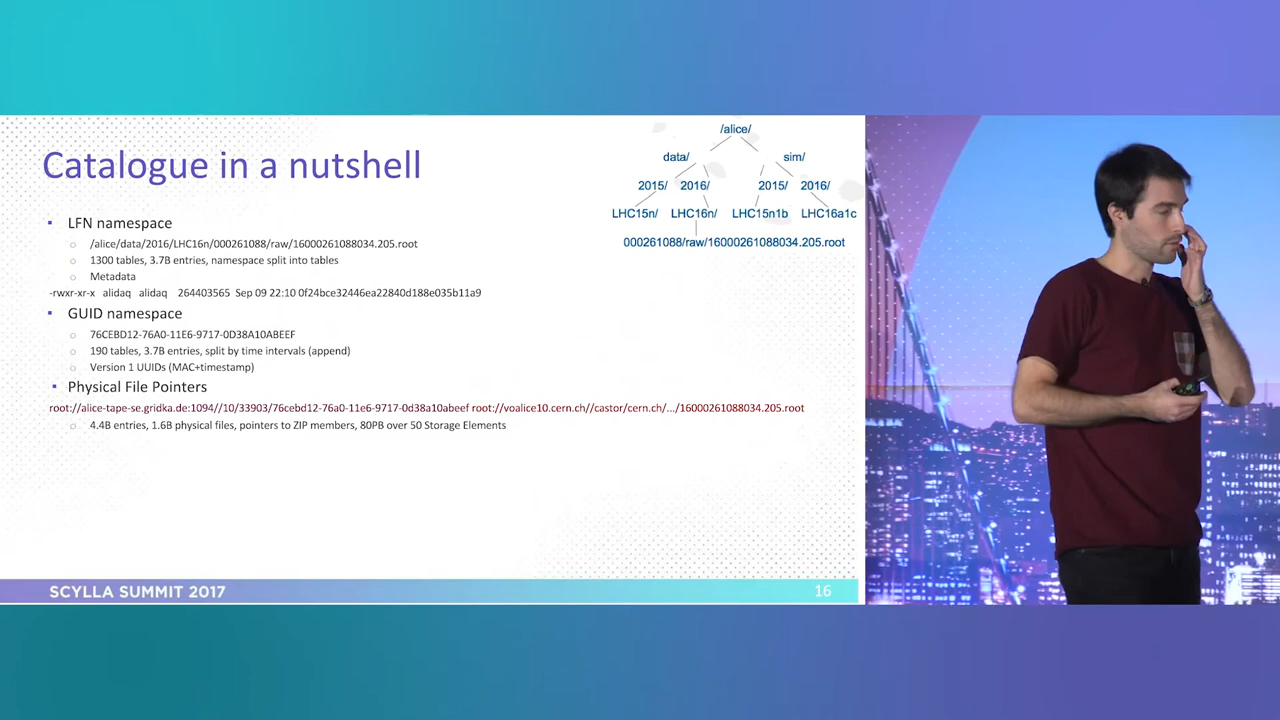 Catalogue in a nutshell
LFN namespace
/alice/data/2016/LHC16n/000261088/raw/16000261088034.205.root
1300 tables, 3.7B entries, namespace split into tables
Metadata
-rwxr-xr-x alidaq alidaq 264403565 Sep 09 22:10 0f24bce32446ea22840d188e035b11a9
GUID namespace
76CEBD12-76A0-11E6-9717-0D38A10ABEEF
190 tables, 3.7B entries, split by time intervals (append)
Version 1 UUIDs (MAC+timestamp)
Physical File Pointers
root://alice-tape-se.gridka.de:1094//10/33903/76cebd12-76a0-11e6-9717-0d38a10abeef root://voalice10.cern.ch//castor/cern.ch/.../16000261088034.205.root
4.4B entries, 1.6B physical files, pointers to ZIP members, 80PB over 50 Storage Elements
/alice/
data/ sim/
2015/ 2016/ 2015/ 2016/
LHC15n/ LHC16n/ LHC15n1b LHC16a1c
000261088/raw/16000261088034.205.root
SCYLLA SUMMIT 2017
16